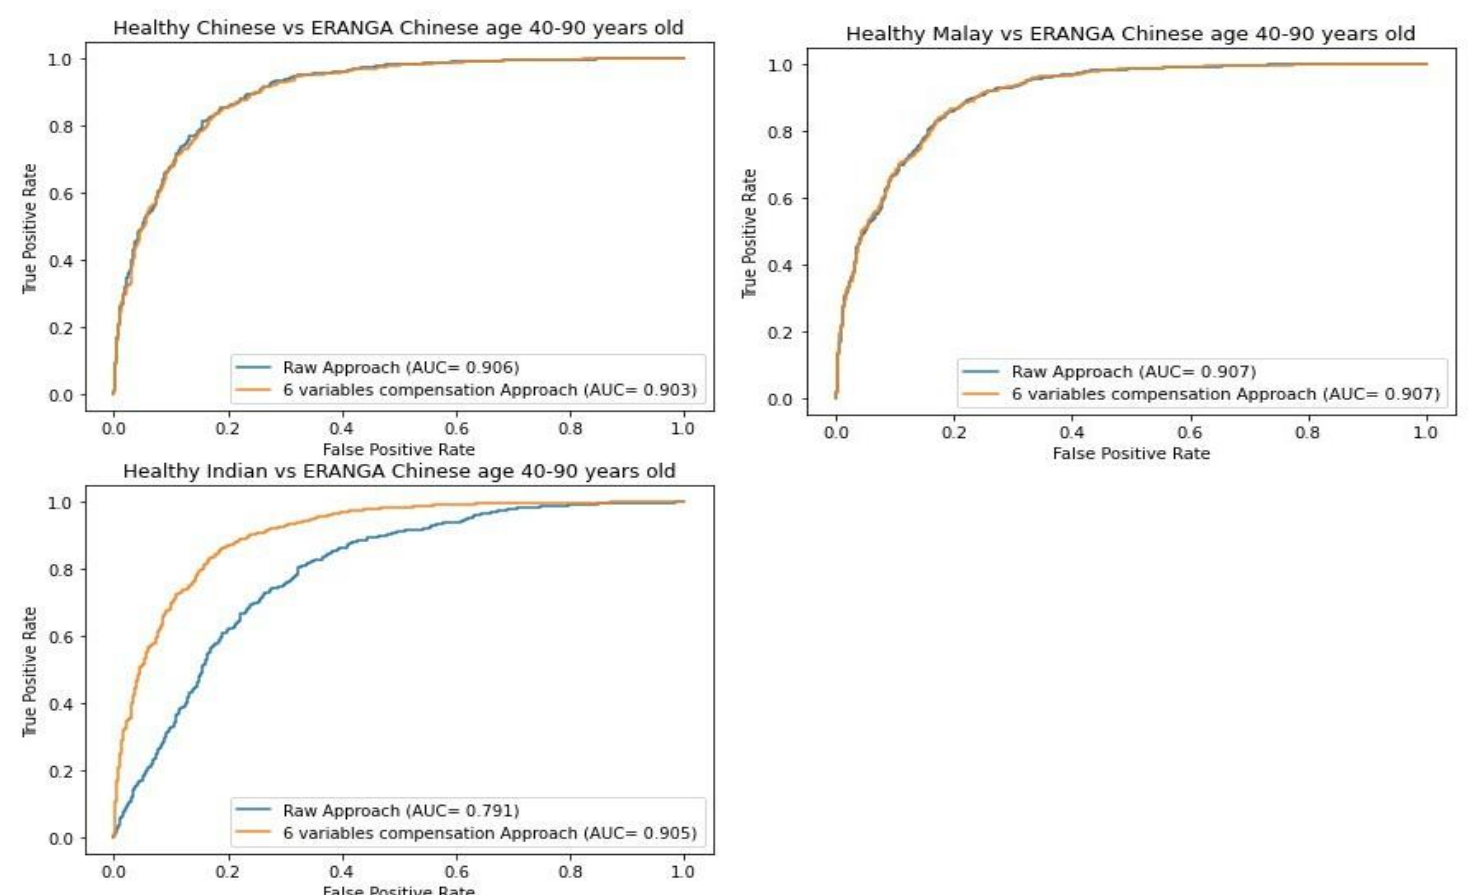 Healthy Chinese vs ERANGA Chinese age 40-90 years old
1.0
0.8
0.6
0.4
0.2
0.0
True Positive Rate
Raw Approach (AUC= 0.906)
6 variables compensation Approach (AUC= 0.903)
0.0 0.2 0.4 0.6 0.8 1.0
False Positive Rate
Healthy Malay vs ERANGA Chinese age 40-90 years old
1.0
0.8
0.6
0.4
0.2
0.0
True Positive Rate
Raw Approach (AUC= 0.907)
6 variables compensation Approach (AUC= 0.907)
0.0 0.2 0.4 0.6 0.8 1.0
False Positive Rate
Healthy Indian vs ERANGA Chinese age 40-90 years old
1.0
0.8
0.6
0.4
0.2
0.0
True Positive Rate
Raw Approach (AUC= 0.791)
6 variables compensation Approach (AUC= 0.905)
0.0 0.2 0.4 0.6 0.8 1.0
False Positive Rate